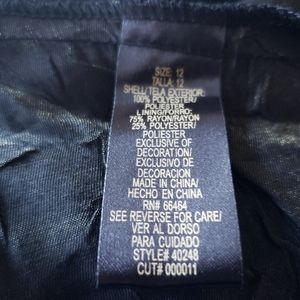 SIZE: 12
TALLA: 12
SHELL/TELA EXTERIOR:
100% POLYESTER/
POLIESTER
LINING/FORRO:
75% RAYON/RAYON
25% POLYESTER/
POLIESTER
EXCLUSIVE OF
DECORATION/
EXCLUSIVO DE
DECORACION
MADE IN CHINA/
HECHO EN CHINA
RN# 66464
SEE REVERSE FOR CARE/
VER AL DORSO
PARA CUIDADO
STYLE# 40248
CUT# 000011